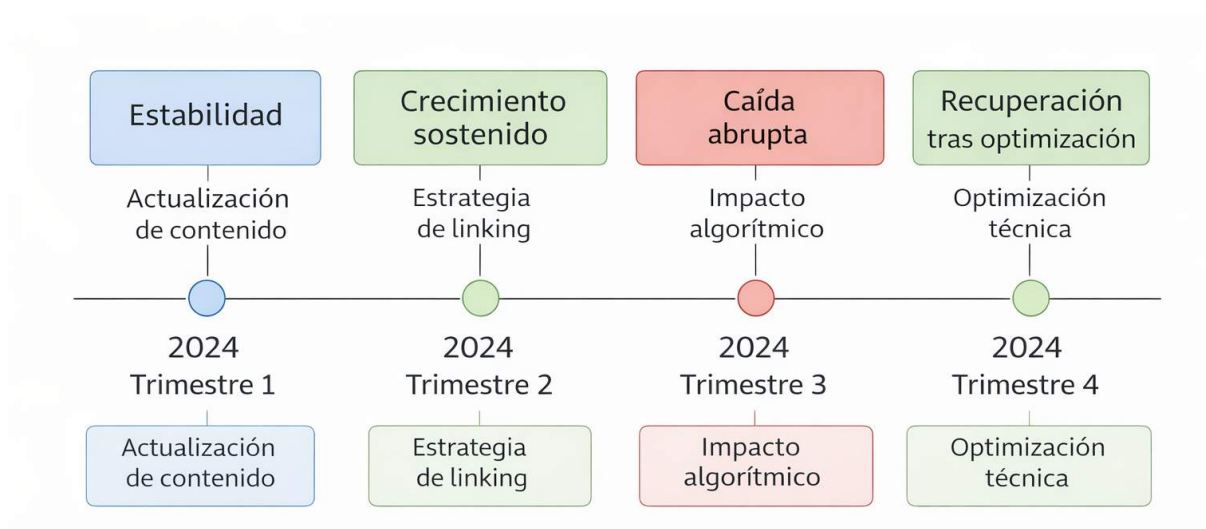 Estabilidad
Crecimiento
sostenido
Caída
abrupta
Recuperación
tras optimización
Actualización
de contenido
Estrategia
de linking
Impacto
algorítmico
Optimización
técnica
2024
Trimestre 1
2024
Trimestre 2
2024
Trimestre 3
2024
Trimestre 4
Actualización
de contenido
Estrategia
de linking
Impacto
algorítmico
Optimización
técnica